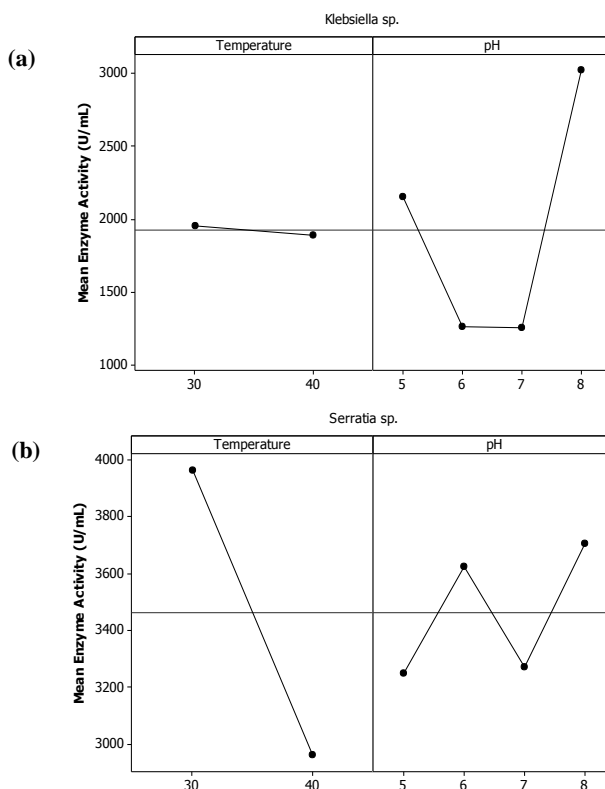 Klebsiella sp.
(a)
Temperature pH
Mean Enzyme Activity (U/mL)
3000
2500
2000
1500
1000
30 40 5 6 7 8
Serratia sp.
(b)
Temperature pH
Mean Enzyme Activity (U/mL)
4000
3800
3600
3400
3200
3000
30 40 5 6 7 8